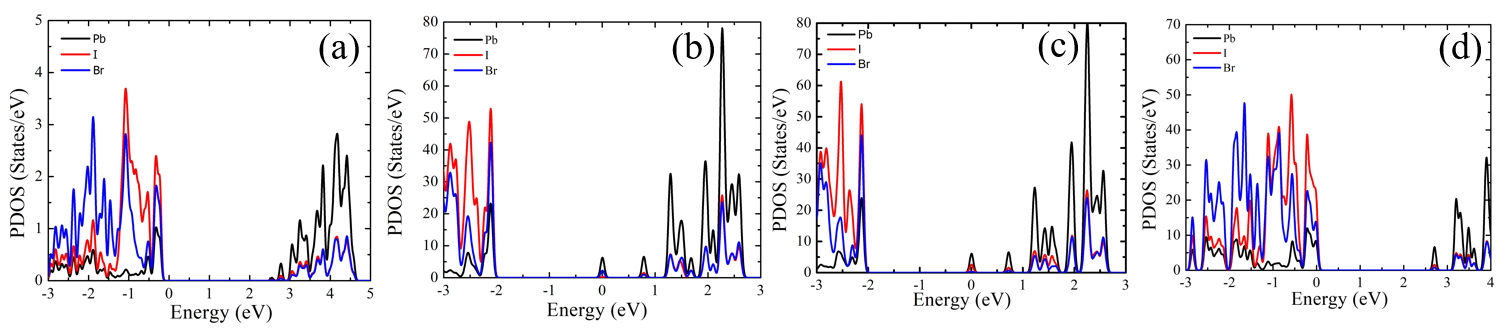 (a)
Pb
I
Br
PDOS (States/eV)
5
4
3
2
1
0
-3 -2 -1 0 1 2 3 4 5
Energy (eV)
(b)
Pb
I
Br
PDOS (States/eV)
80
70
60
50
40
30
20
10
0
-3 -2 -1 0 1 2 3
Energy (eV)
(c)
Pb
I
Br
PDOS (States/eV)
80
70
60
50
40
30
20
10
0
-3 -2 -1 0 1 2 3
Energy (eV)
(d)
Pb
I
Br
PDOS (States/eV)
70
60
50
40
30
20
10
0
-3 -2 -1 0 1 2 3 4
Energy (eV)